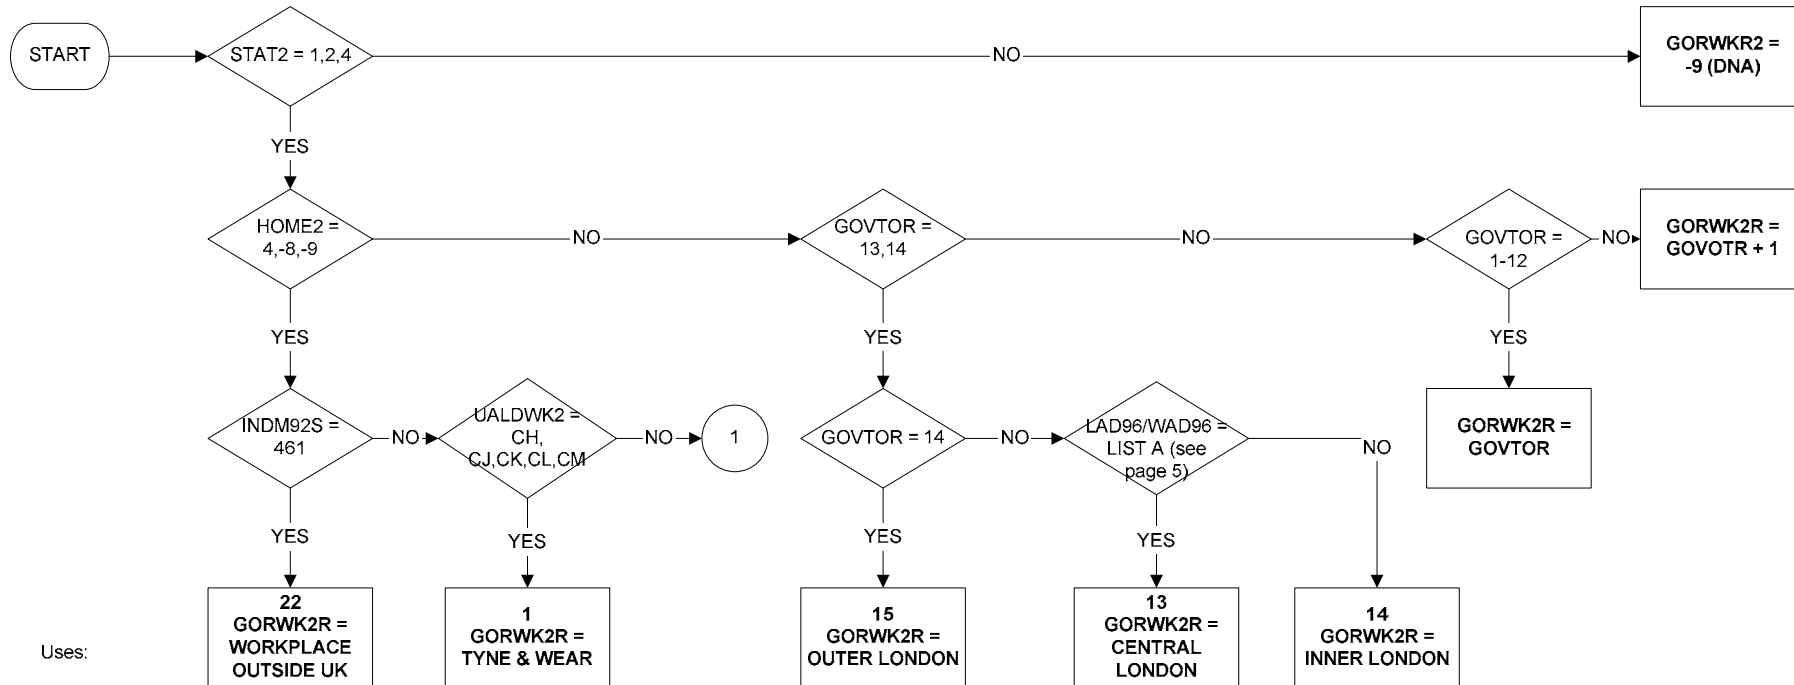 START
STAT2 = 1,2,4
NO
GORWKR2 =
-9 (DNA)
YES
HOME2 =
4,-8,-9
NO
GOVTOR =
13,14
NO
GOVTOR =
1-12
NO
GORWK2R =
GOVOTR + 1
YES
YES
YES
INDM92S =
461
NO
UALDWK2 =
CH,
CJ,CK,CL,CM
NO
1
GOVTOR = 14
NO
LAD96/WAD96 =
LIST A (see
page 5)
NO
GORWK2R =
GOVTOR
YES
YES
YES
YES
22
GORWK2R =
WORKPLACE
OUTSIDE UK
1
GORWK2R =
TYNE & WEAR
15
GORWK2R =
OUTER LONDON
13
GORWK2R =
CENTRAL
LONDON
14
GORWK2R =
INNER LONDON
Uses: